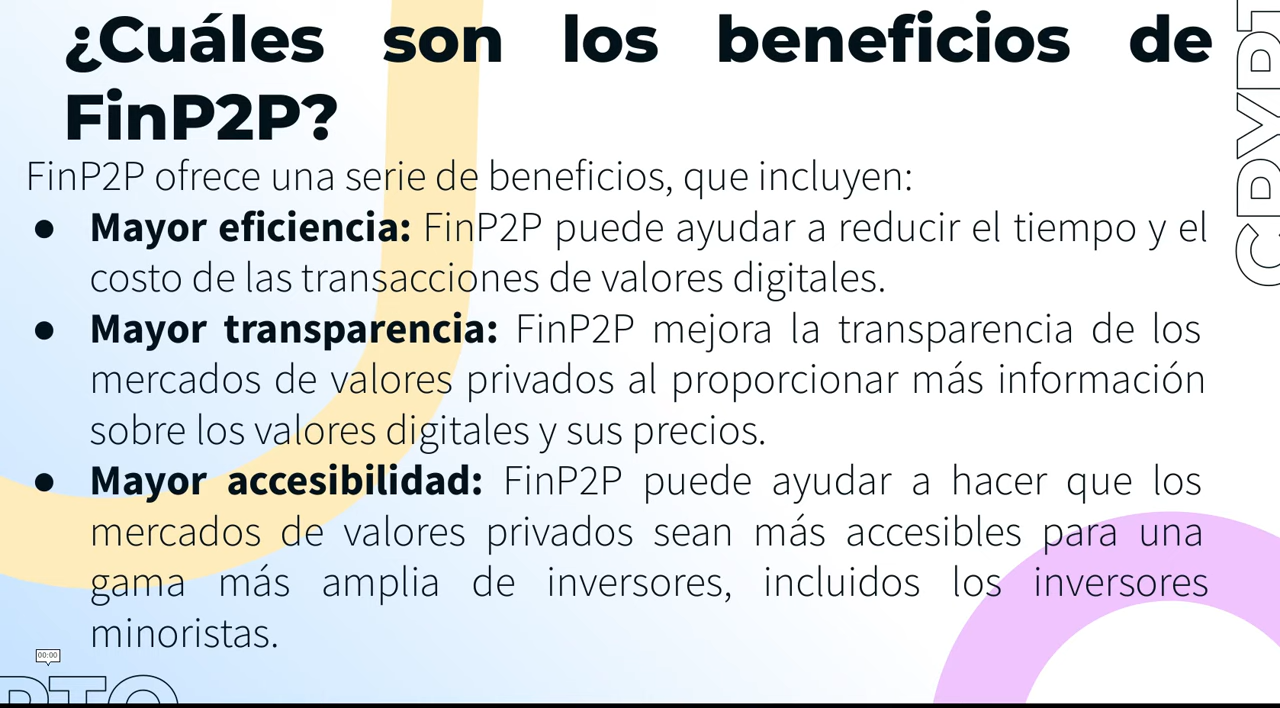 ¿Cuáles son los beneficios de
FinP2P?
FinP2P ofrece una serie de beneficios, que incluyen:
● Mayor eficiencia: FinP2P puede ayudar a reducir el tiempo y el
costo de las transacciones de valores digitales.
● Mayor transparencia: FinP2P mejora la transparencia de los
mercados de valores privados al proporcionar más información
sobre los valores digitales y sus precios.
● Mayor accesibilidad: FinP2P puede ayudar a hacer que los
mercados de valores privados sean más accesibles para una
gama más amplia de inversores, incluidos los inversores
minoristas.
00:00